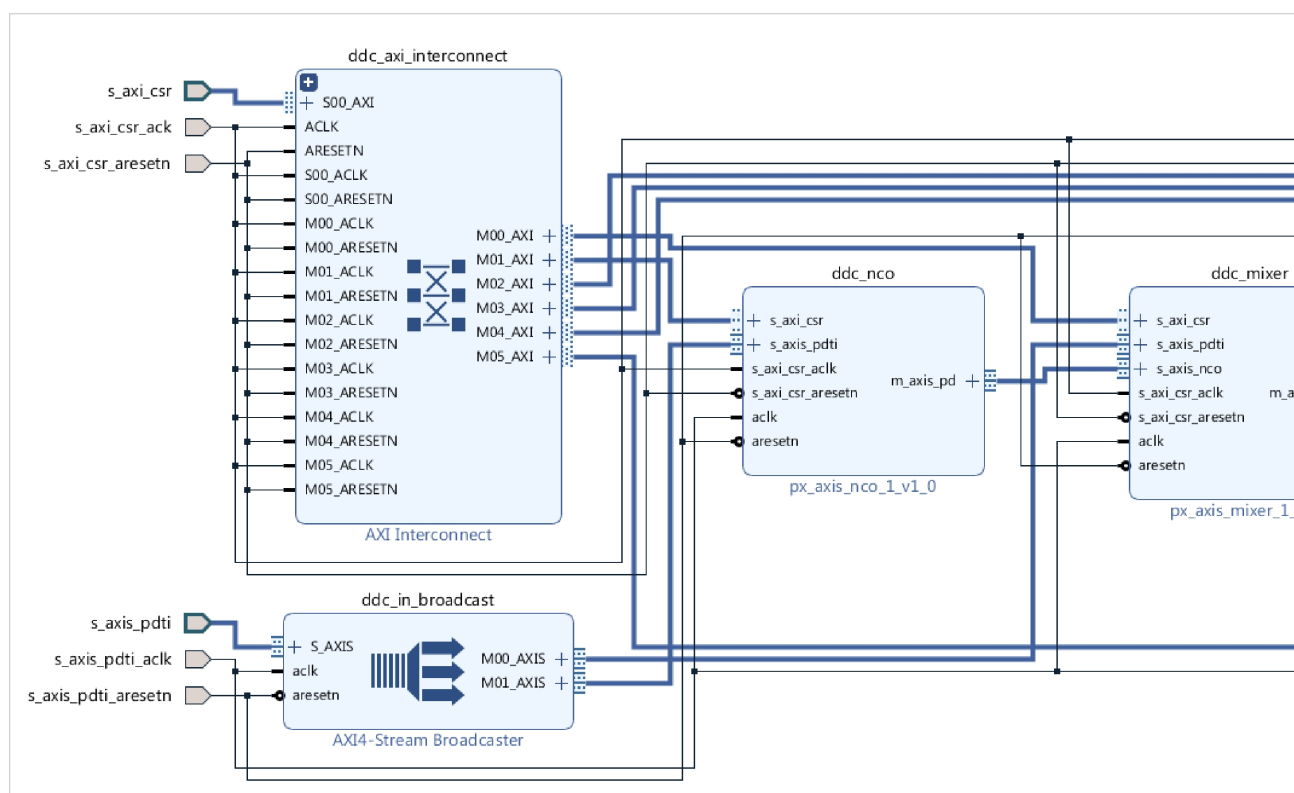 ddc_axi_interconnect
s_axi_csr
s_axi_csr_ack
s_axi_csr_aresetn
S00_AXI
ACLK
ARESETN
S00_ACLK
S00_ARESETN
M00_ACLK
M00_ARESETN
M01_ACLK
M01_ARESETN
M02_ACLK
M02_ARESETN
M03_ACLK
M03_ARESETN
M04_ACLK
M04_ARESETN
M05_ACLK
M05_ARESETN
M00_AXI
M01_AXI
M02_AXI
M03_AXI
M04_AXI
M05_AXI
AXI Interconnect
ddc_nco
s_axi_csr
s_axis_pdti
s_axi_csr_aclk
s_axi_csr_aresetn
aclk
aresetn
m_axis_pd
px_axis_nco_1_v1_0
ddc_mixer
s_axi_csr
s_axis_pdti
s_axis_nco
s_axi_csr_aclk
s_axi_csr_aresetn
aclk
aresetn
m_a
px_axis_mixer_1_
ddc_in_broadcast
s_axis_pdti
s_axis_pdti_aclk
s_axis_pdti_aresetn
S_AXIS
aclk
aresetn
M00_AXIS
M01_AXIS
AXI4-Stream Broadcaster